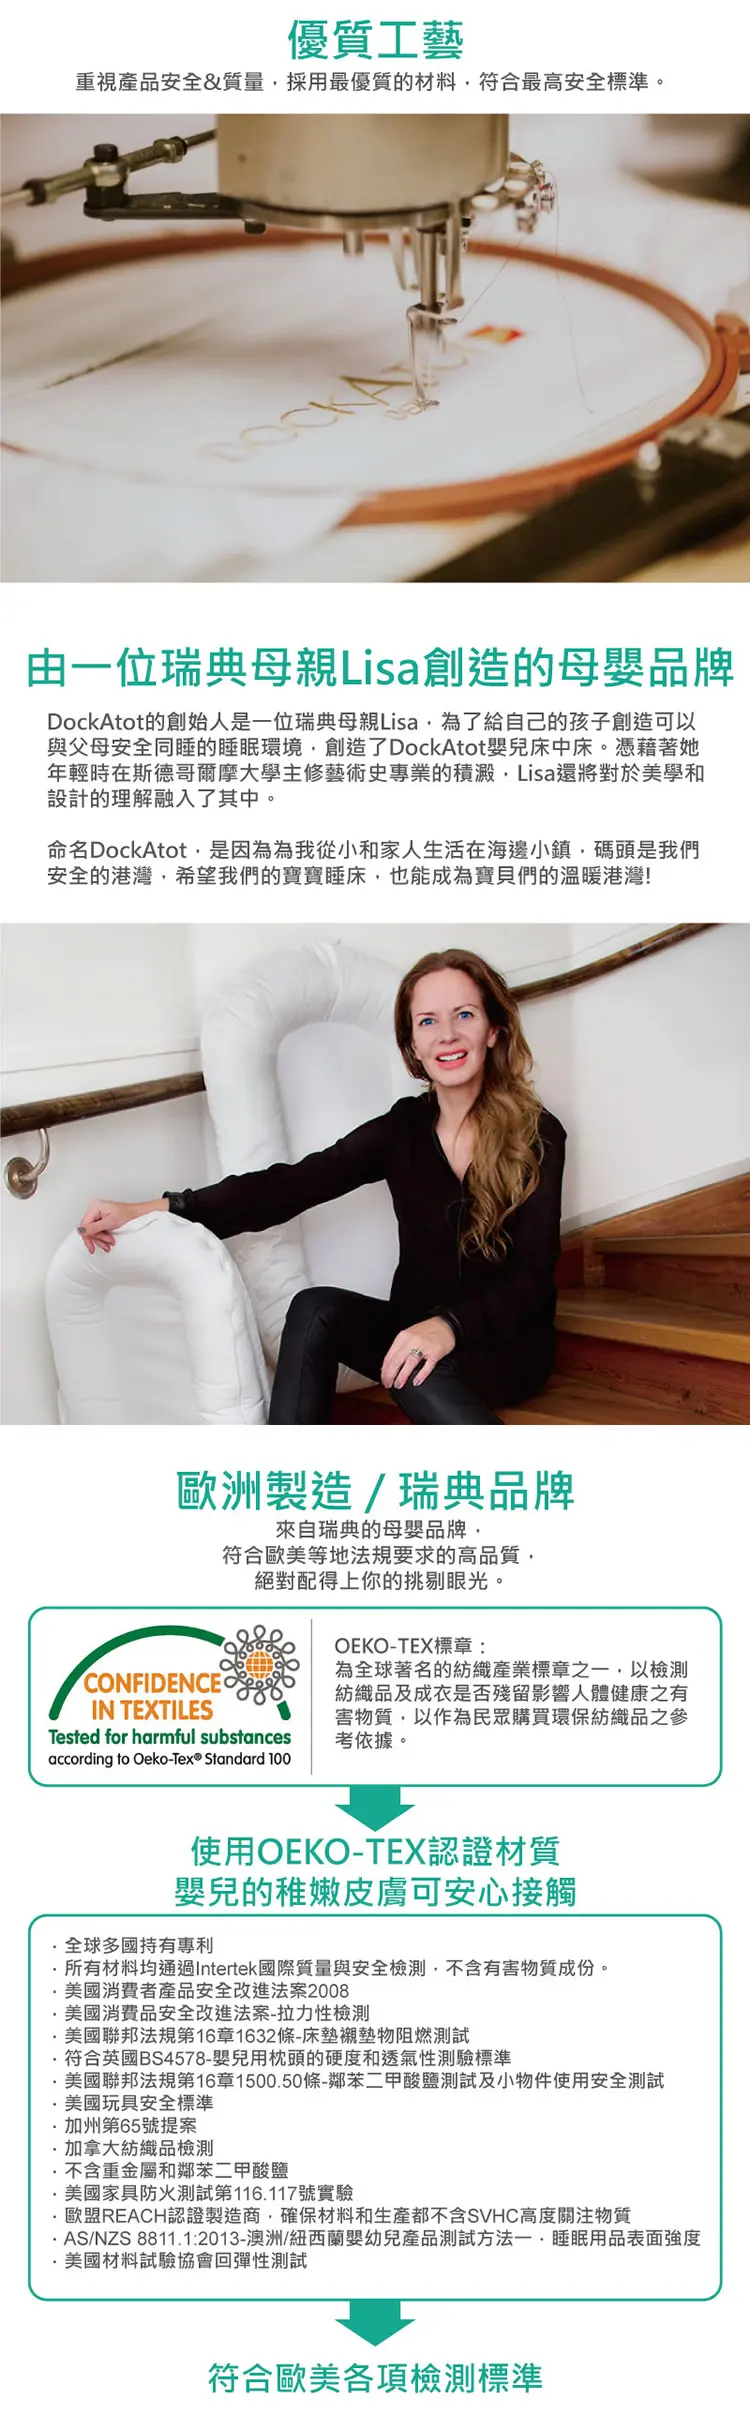 優質工藝
重視產品安全&質量，採用最優質的材料，符合最高安全標準。
DOCKATOT
由一位瑞典母親Lisa創造的母嬰品牌
DockAtot的創始人是一位瑞典母親Lisa，為了給自己的孩子創造可以
與父母安全同睡的睡眠環境，創造了DockAtot嬰兒床中床。憑藉著她
年輕時在斯德哥爾摩大學主修藝術史專業的積澱，Lisa還將對於美學和
設計的理解融入了其中。
命名DockAtot，是因為為我從小和家人生活在海邊小鎮，碼頭是我們
安全的港灣，希望我們的寶寶睡床，也能成為寶貝們的溫暖港灣!
歐洲製造 / 瑞典品牌
來自瑞典的母嬰品牌，
符合歐美等地法規要求的高品質，
絕對配得上你的挑剔眼光。
CONFIDENCE
IN TEXTILES
Tested for harmful substances
according to Oeko-Tex® Standard 100
OEKO-TEX標章：
為全球著名的紡織產業標章之一，以檢測
紡織品及成衣是否殘留影響人體健康之有
害物質，以作為民眾購買環保紡織品之參
考依據。
使用OEKO-TEX認證材質
嬰兒的稚嫩皮膚可安心接觸
· 全球多國持有專利
· 所有材料均通過Intertek國際質量與安全檢測，不含有害物質成份。
· 美國消費者產品安全改進法案2008
· 美國消費品安全改進法案-拉力性檢測
· 美國聯邦法規第16章1632條-床墊襯墊物阻燃測試
· 符合英國BS4578-嬰兒用枕頭的硬度和透氣性測驗標準
· 美國聯邦法規第16章1500.50條-鄰苯二甲酸鹽測試及小物件使用安全測試
· 美國玩具安全標準
· 加州第65號提案
· 加拿大紡織品檢測
· 不含重金屬和鄰苯二甲酸鹽
· 美國家具防火測試第116.117號實驗
· 歐盟REACH認證製造商，確保材料和生產都不含SVHC高度關注物質
· AS/NZS 8811.1:2013-澳洲/紐西蘭嬰幼兒產品測試方法一，睡眠用品表面強度
· 美國材料試驗協會回彈性測試
符合歐美各項檢測標準